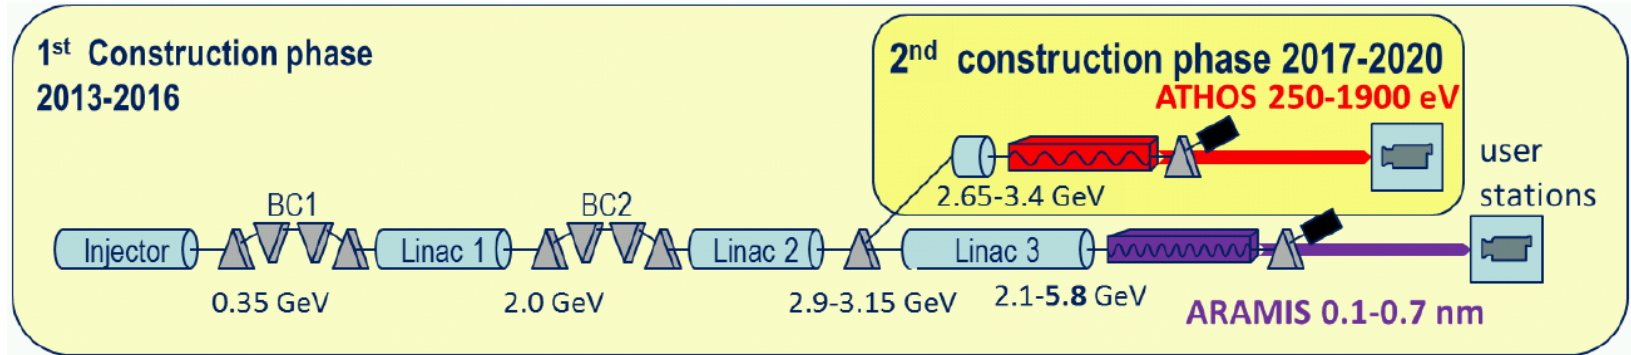 1st Construction phase
2013-2016
2nd construction phase 2017-2020
ATHOS 250-1900 eV
user
stations
2.65-3.4 GeV
BC1
BC2
Injector
Linac 1
Linac 2
Linac 3
0.35 GeV
2.0 GeV
2.9-3.15 GeV
2.1-5.8 GeV
ARAMIS 0.1-0.7 nm